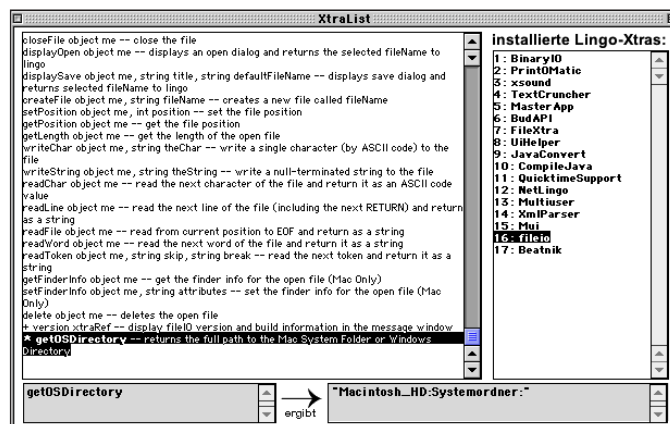 XtraList
closeFile object me -- close the file
displayOpen object me -- displays an open dialog and returns the selected fileName to
lingo
displaySave object me, string title, string defaultFileName -- displays save dialog and
returns selected fileName to lingo
createFile object me, string fileName -- creates a new file called fileName
setPosition object me, int position -- set the file position
getPosition object me -- get the file position
getLength object me -- get the length of the open file
writeChar object me, string theChar -- write a single character (by ASCII code) to the
file
writeString object me, string theString -- write a null-terminated string to the file
readChar object me -- read the next character of the file and return it as an ASCII code
value
readLine object me -- read the next line of the file (including the next RETURN) and return
as a string
readFile object me -- read from current position to EOF and return as a string
readWord object me -- read the next word of the file and return it as a string
readToken object me, string skip, string break -- read the next token and return it as a
string
getFinderInfo object me -- get the finder info for the open file (Mac Only)
setFinderInfo object me, string attributes -- set the finder info for the open file (Mac
Only)
delete object me -- deletes the open file
+ version xtraRef -- display fileIO version and build information in the message window
* getOSDirectory -- returns the full path to the Mac System Folder or Windows
Directory
installierte Lingo-Xtras:
1: BinaryIO
2: PrintOMatic
3: xsound
4: TextCruncher
5: MasterApp
6: BudAPI
7: FileXtra
8: UiHelper
9: JavaConvert
10: CompileJava
11: QuicktimeSupport
12: NetLingo
13: Multiuser
14: XmlParser
15: Mui
16: fileio
17: Beatnik
getOSDirectory
ergibt
"Macintosh_HD:Systemordner:"